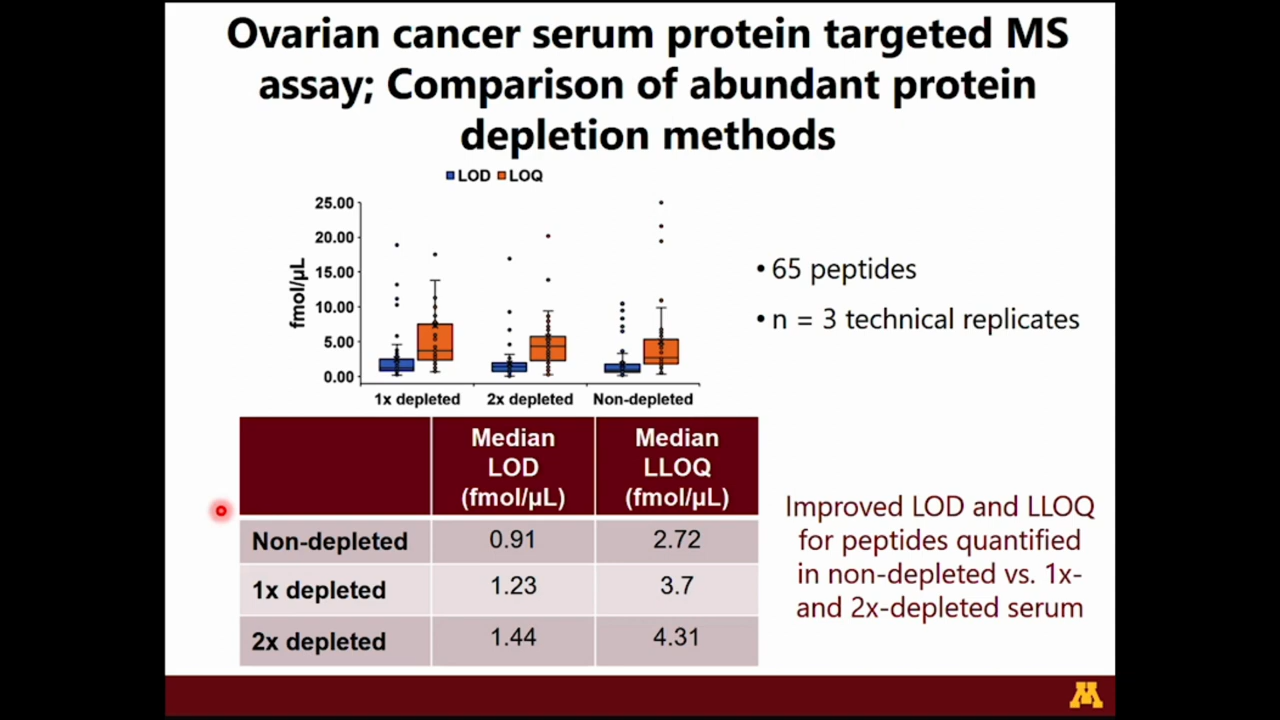 Ovarian cancer serum protein targeted MS
assay; Comparison of abundant protein
depletion methods
LOD LOQ
25.00
20.00
15.00
10.00
5.00
0.00
fmol/µL
1x depleted 2x depleted Non-depleted
• 65 peptides
• n = 3 technical replicates
Median LOD (fmol/µL) Median LLOQ (fmol/µL)
Non-depleted 0.91 2.72
1x depleted 1.23 3.7
2x depleted 1.44 4.31
Improved LOD and LLOQ
for peptides quantified
in non-depleted vs. 1x-
and 2x-depleted serum
M